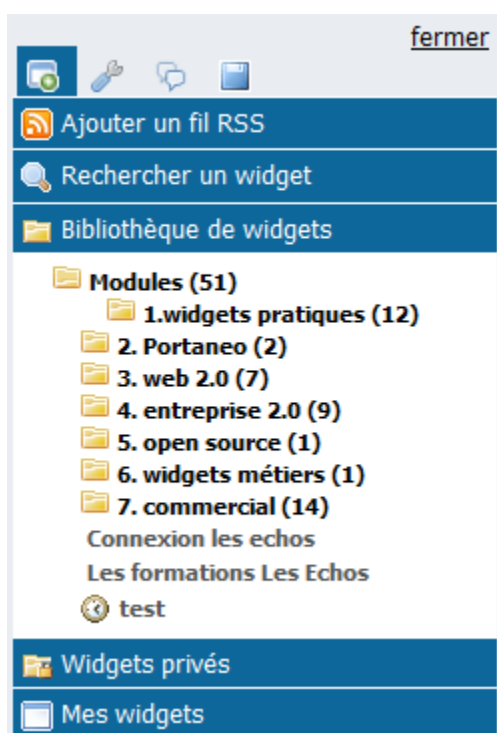 fermer
Ajouter un fil RSS
Rechercher un widget
Bibliothèque de widgets
Modules (51)
1.widgets pratiques (12)
2. Portaneo (2)
3. web 2.0 (7)
4. entreprise 2.0 (9)
5. open source (1)
6. widgets métiers (1)
7. commercial (14)
Connexion les echos
Les formations Les Echos
test
Widgets privés
Mes widgets